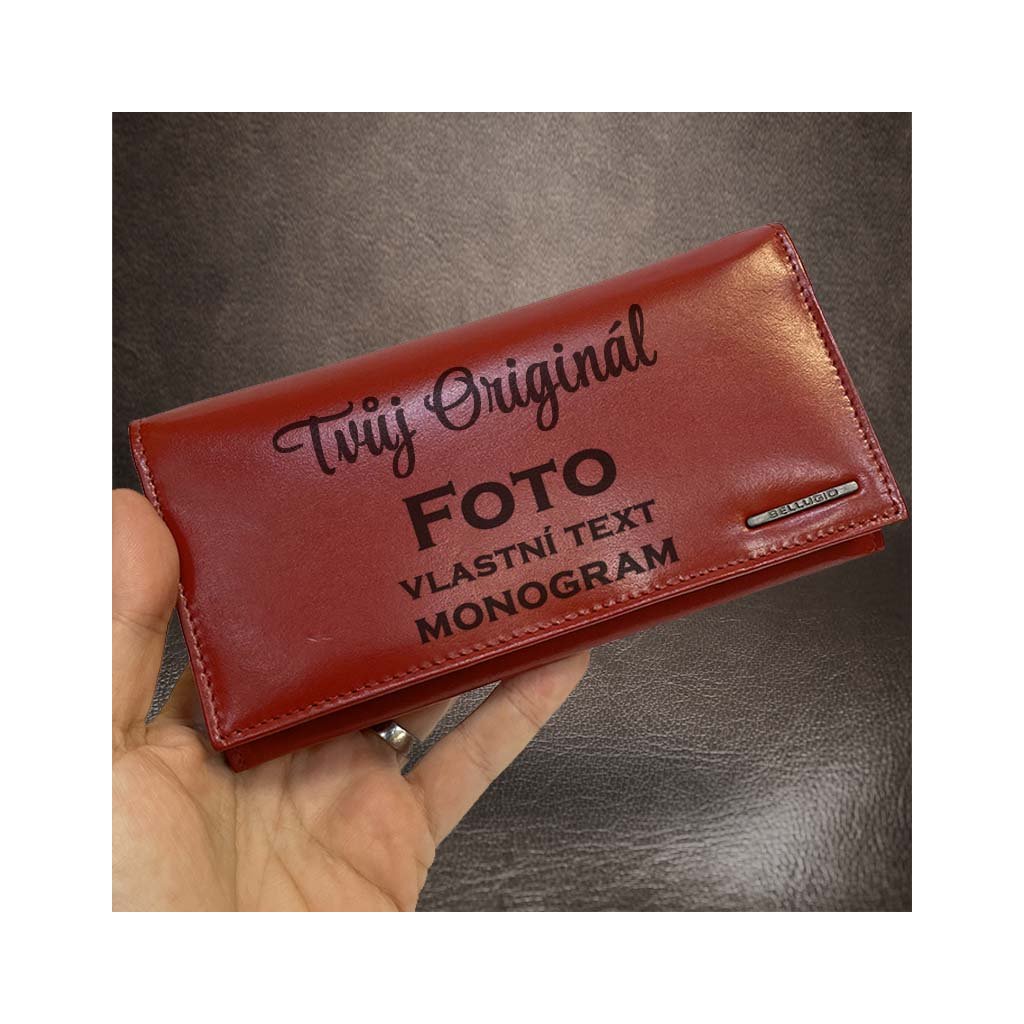 Tvůj Originál
FOTO
VLASTNÍ TEXT
MONOGRAM
BELLUGIO